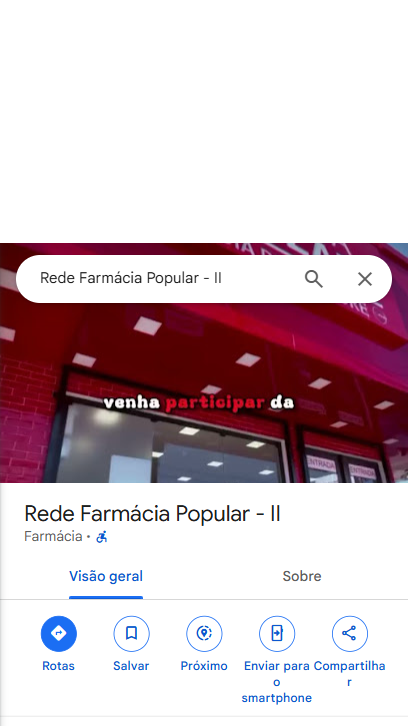 Rede Farmácia Popular - II
venha participar da
ENTRADA
ENTRADA
Rede Farmácia Popular - II
Farmácia
Visão geral
Sobre
Rotas
Salvar
Próximo
Enviar para
o
smartphone
Compartilha
r